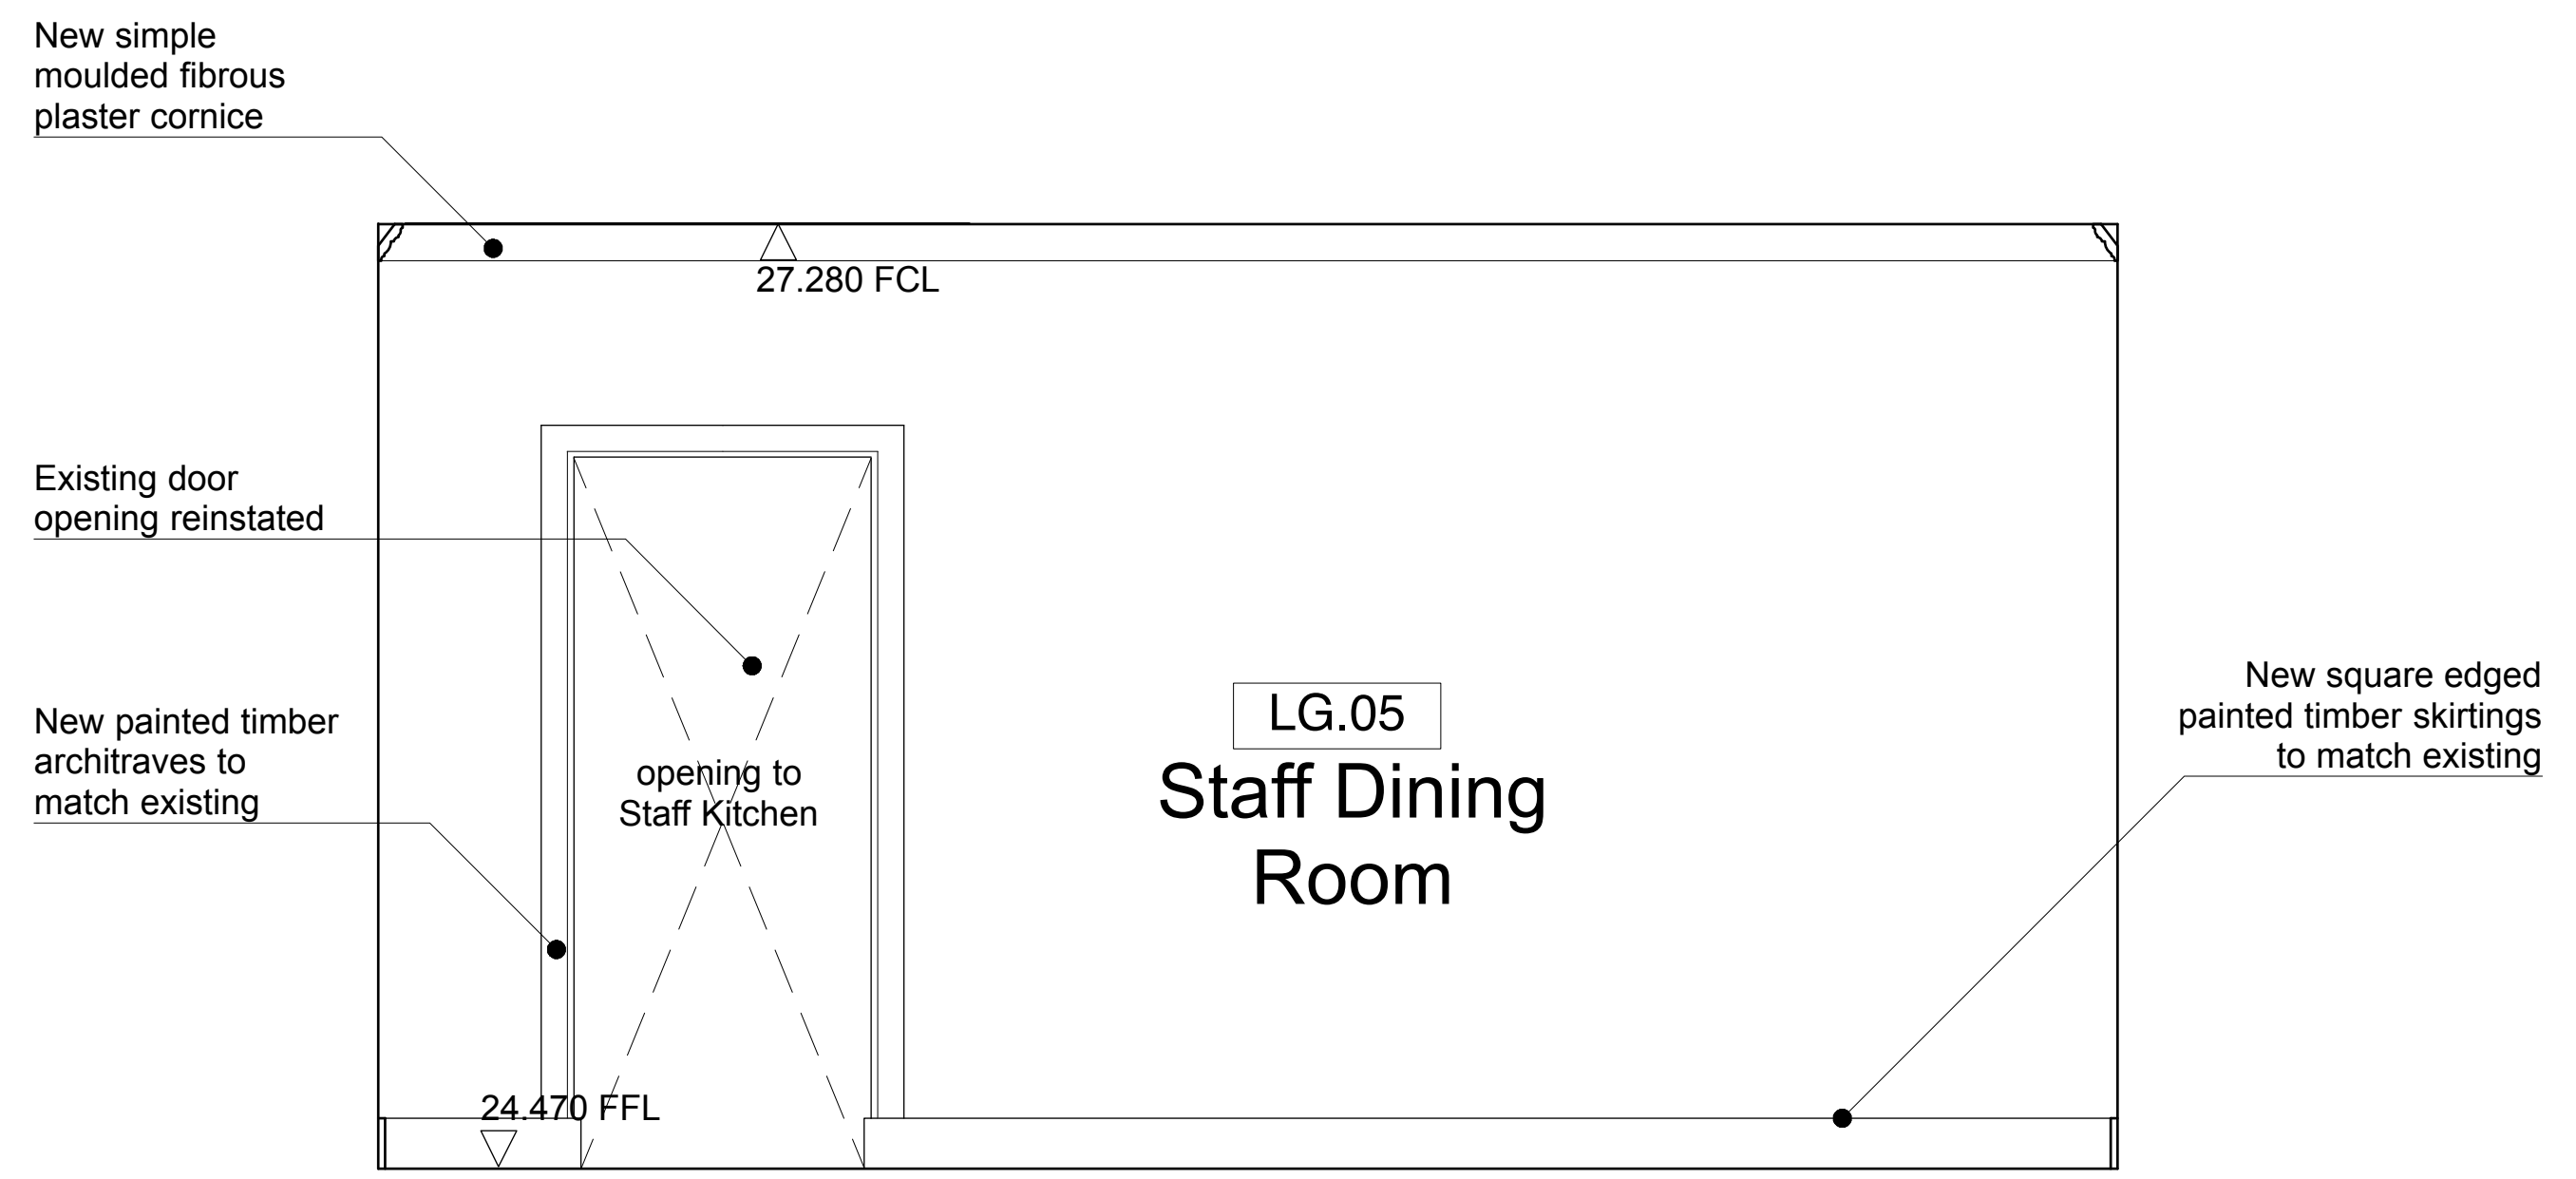 New simple
moulded fibrous
plaster cornice
27.280 FCL
Existing door
opening reinstated
New painted timber
architraves to
match existing
opening to
Staff Kitchen
LG.05
Staff Dining
Room
New square edged
painted timber skirtings
to match existing
24.470 FFL